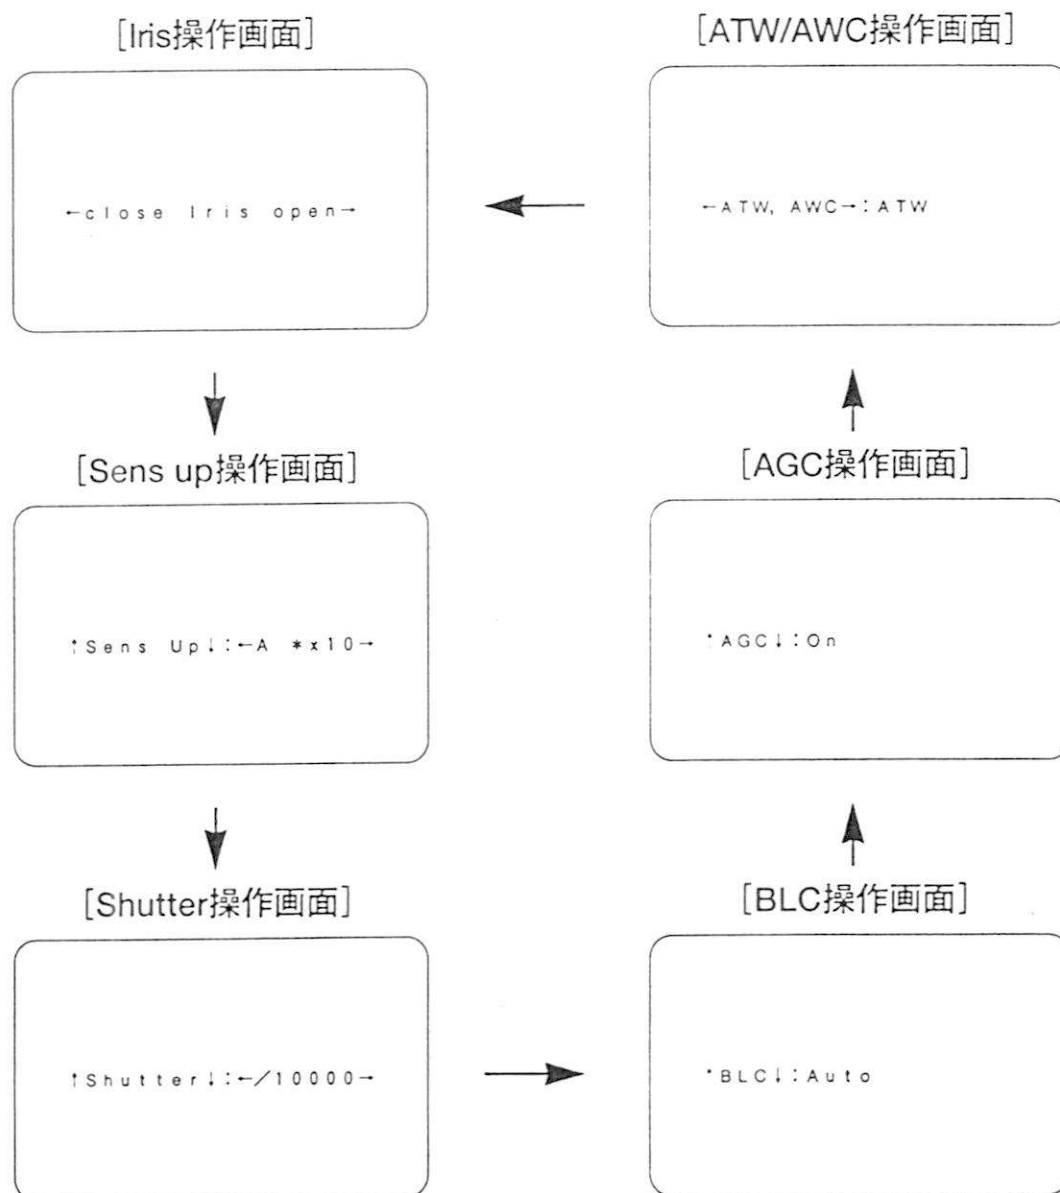 [Iris操作画面]
←close Iris open→
[Sens up操作画面]
↑Sens Up↓:←A *x10→
[Shutter操作画面]
↑Shutter↓:←/10000→
[BLC操作画面]
↑BLC↓:Auto
[AGC操作画面]
↑AGC↓:On
[ATW/AWC操作画面]
←ATW, AWC→:ATW